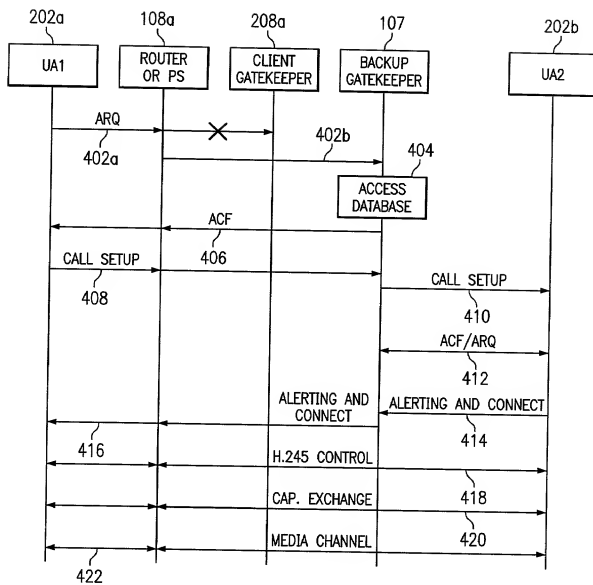 202a
108a
208a
107
202b
UA1
ROUTER
OR PS
CLIENT
GATEKEEPER
BACKUP
GATEKEEPER
UA2
ARQ
402a
402b
404
ACCESS
DATABASE
ACF
406
CALL SETUP
408
CALL SETUP
410
ACF/ARQ
412
ALERTING AND
CONNECT
ALERTING AND CONNECT
414
416
H.245 CONTROL
418
CAP. EXCHANGE
420
MEDIA CHANNEL
422